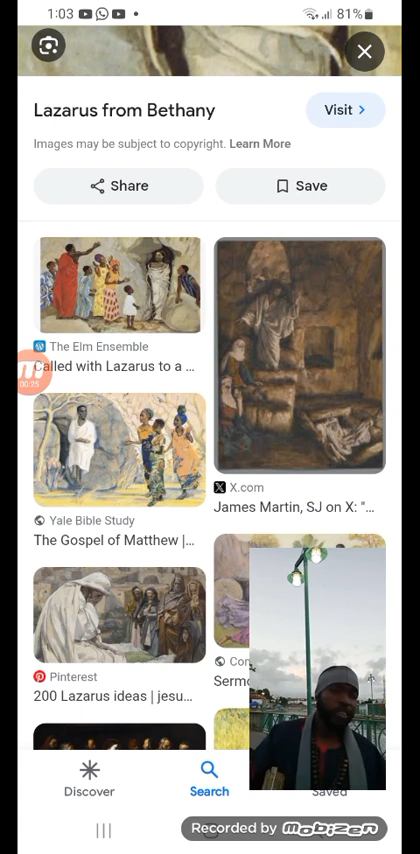 1:03
81%
Lazarus from Bethany
Visit >
Images may be subject to copyright. Learn More
Share
Save
The Elm Ensemble
Called with Lazarus to a ...
00:25
X.com
James Martin, SJ on X: "...
Yale Bible Study
The Gospel of Matthew |...
Pinterest
200 Lazarus ideas | jesu...
Discover
Search
Saved
Recorded by mobizen